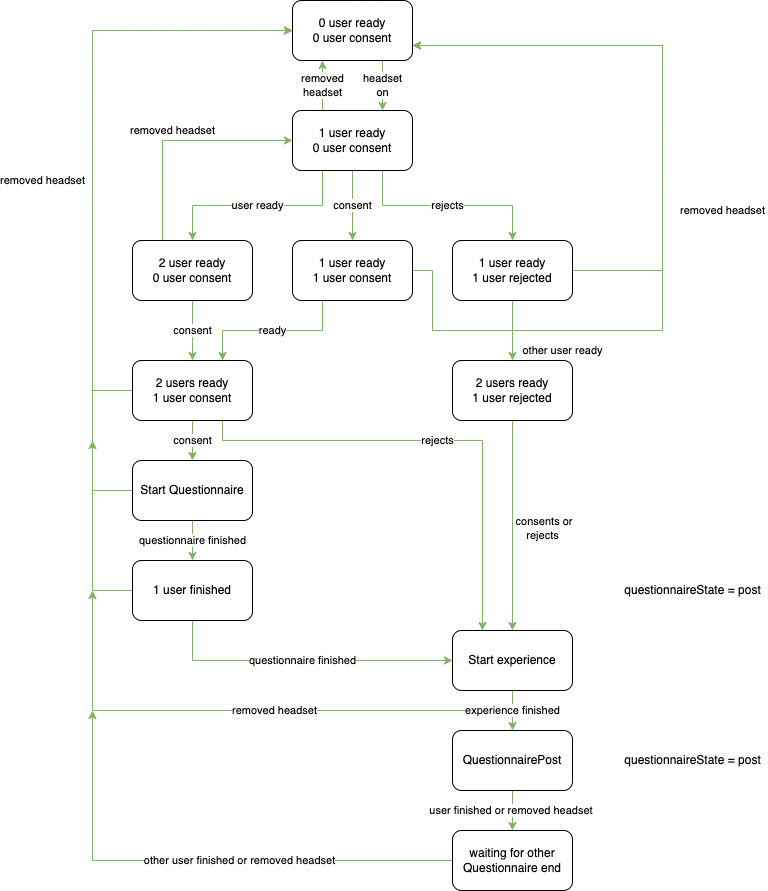 0 user ready
0 user consent
removed
headset
headset
on
removed headset
1 user ready
0 user consent
removed headset
user ready
consent
rejects
removed headset
2 user ready
0 user consent
1 user ready
1 user consent
1 user ready
1 user rejected
consent
ready
other user ready
2 users ready
1 user consent
2 users ready
1 user rejected
consent
rejects
Start Questionnaire
consents or
rejects
questionnaire finished
1 user finished
questionnaireState = post
questionnaire finished
Start experience
removed headset
experience finished
QuestionnairePost
questionnaireState = post
user finished or removed headset
waiting for other
Questionnaire end
other user finished or removed headset